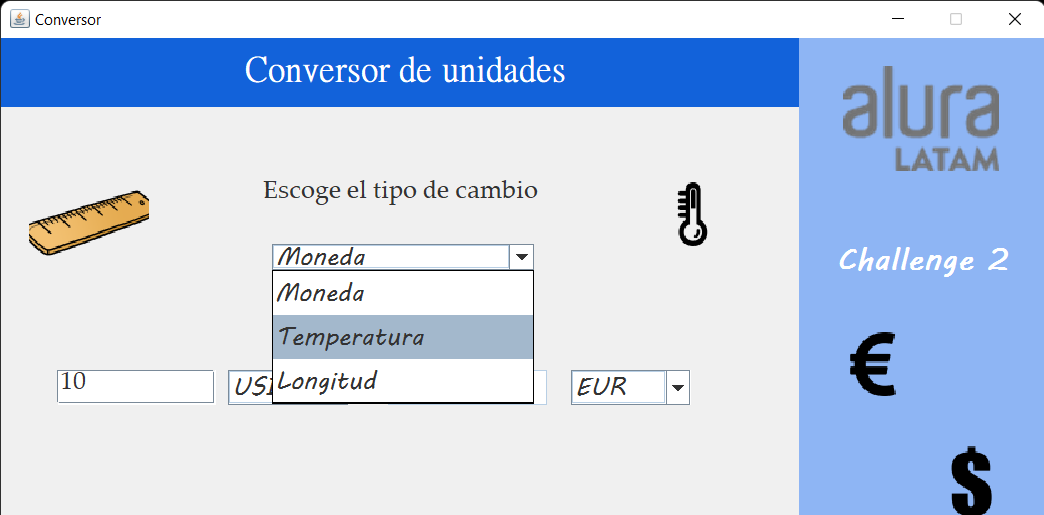 Conversor
Conversor de unidades
alura
LATAM
Escoge el tipo de cambio
Challenge 2
Moneda
Moneda
Temperatura
Longitud
10
EUR
€
$